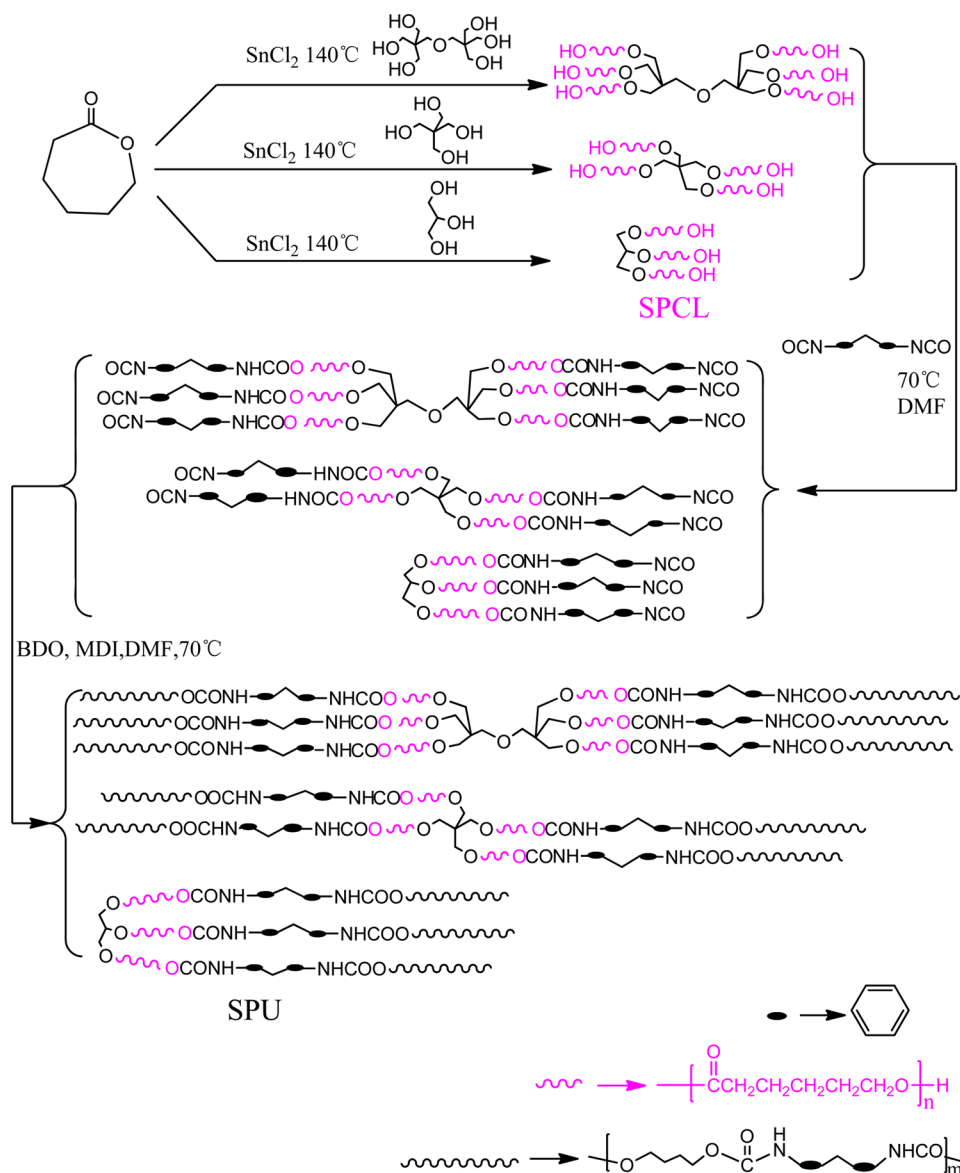 SnCl2 140℃
HO OH
HO O OH
HO OH
HO OH
HO O O OH
HO O O OH
HO O O O OH
O
O
SnCl2 140℃
HO
HO OH
OH
HO O
HO O O OH
O OH
SnCl2 140℃
OH
OH
OH
O OH
O OH
O OH
SPCL
OCN NCO
70℃
DMF
OCN NHCOO O O OCONH NCO
OCN NHCOO O O OCONH NCO
OCN NHCOO O O O OCONH NCO
OCN HNOCO O
OCN HNOCO O O OCONH NCO
O OCONH NCO
O OCONH NCO
O OCONH NCO
O OCONH NCO
BDO, MDI,DMF,70℃
OCONH NHCOO O O OCONH NHCOO
OCONH NHCOO O O OCONH NHCOO
OCONH NHCOO O O O OCONH NHCOO
OOCHN NHCOO O
OOCHN NHCOO O O OCONH NHCOO
O OCONH NHCOO
O OCONH NHCOO
O OCONH NHCOO
O OCONH NHCOO
SPU
O
CCH2CH2CH2CH2CH2O H
n
O H
O O C N NHCO
m